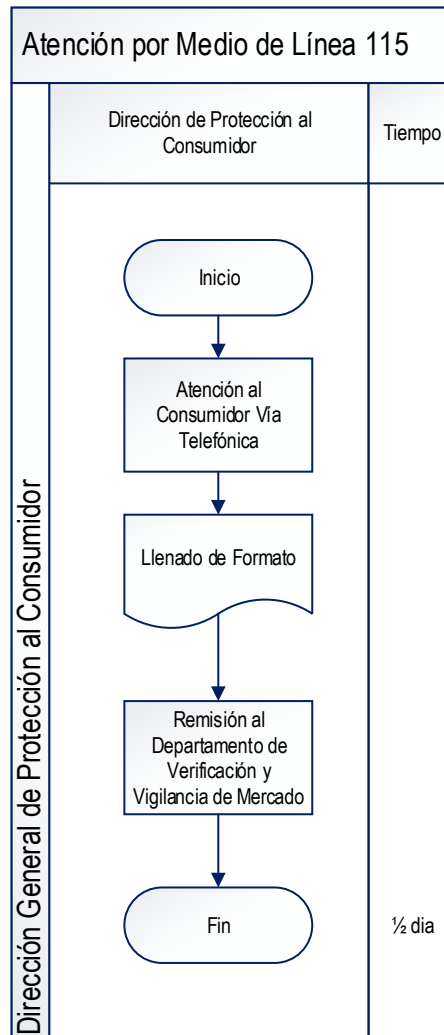 Atención por Medio de Línea 115
Dirección de Protección al
Consumidor
Tiempo
Dirección General de Protección al Consumidor
Inicio
Atención al
Consumidor Vía
Telefónica
Llenado de Formato
Remisión al
Departamento de
Verificación y
Vigilancia de Mercado
Fin
½ dia